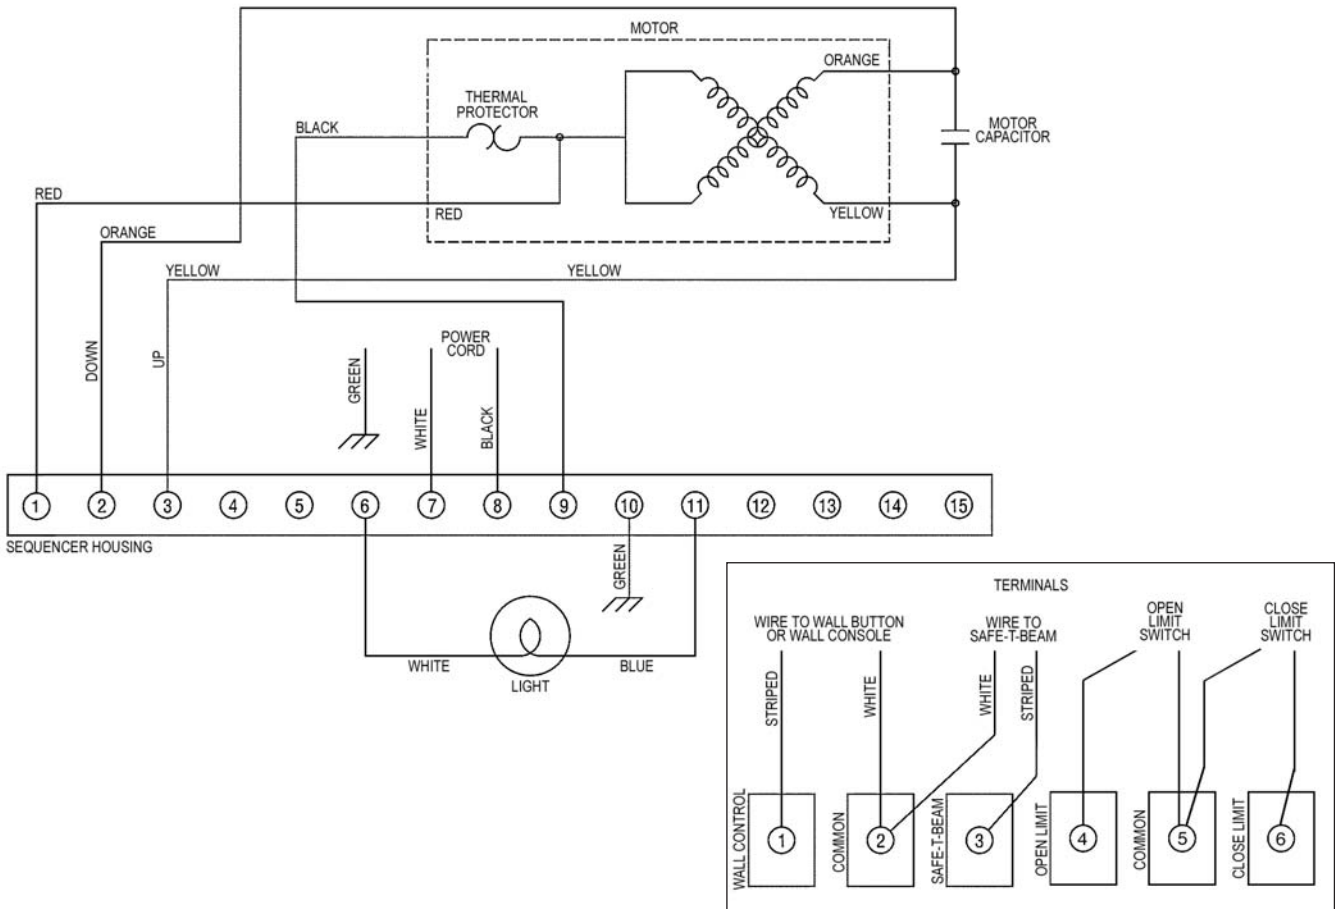 MOTOR
ORANGE
THERMAL
PROTECTOR
BLACK
MOTOR
CAPACITOR
RED
RED
YELLOW
ORANGE
YELLOW
YELLOW
DOWN
UP
GREEN
POWER
CORD
WHITE
BLACK
1 2 3 4 5 6 7 8 9 10 11 12 13 14 15
SEQUENCER HOUSING
GREEN
WHITE
BLUE
LIGHT
TERMINALS
WIRE TO WALL BUTTON
OR WALL CONSOLE
WIRE TO
SAFE-T-BEAM
OPEN
LIMIT
SWITCH
CLOSE
LIMIT
SWITCH
STRIPED
WHITE
WHITE
STRIPED
WALL CONTROL
1
COMMON
2
SAFE-T-BEAM
3
OPEN LIMIT
4
COMMON
5
CLOSE LIMIT
6